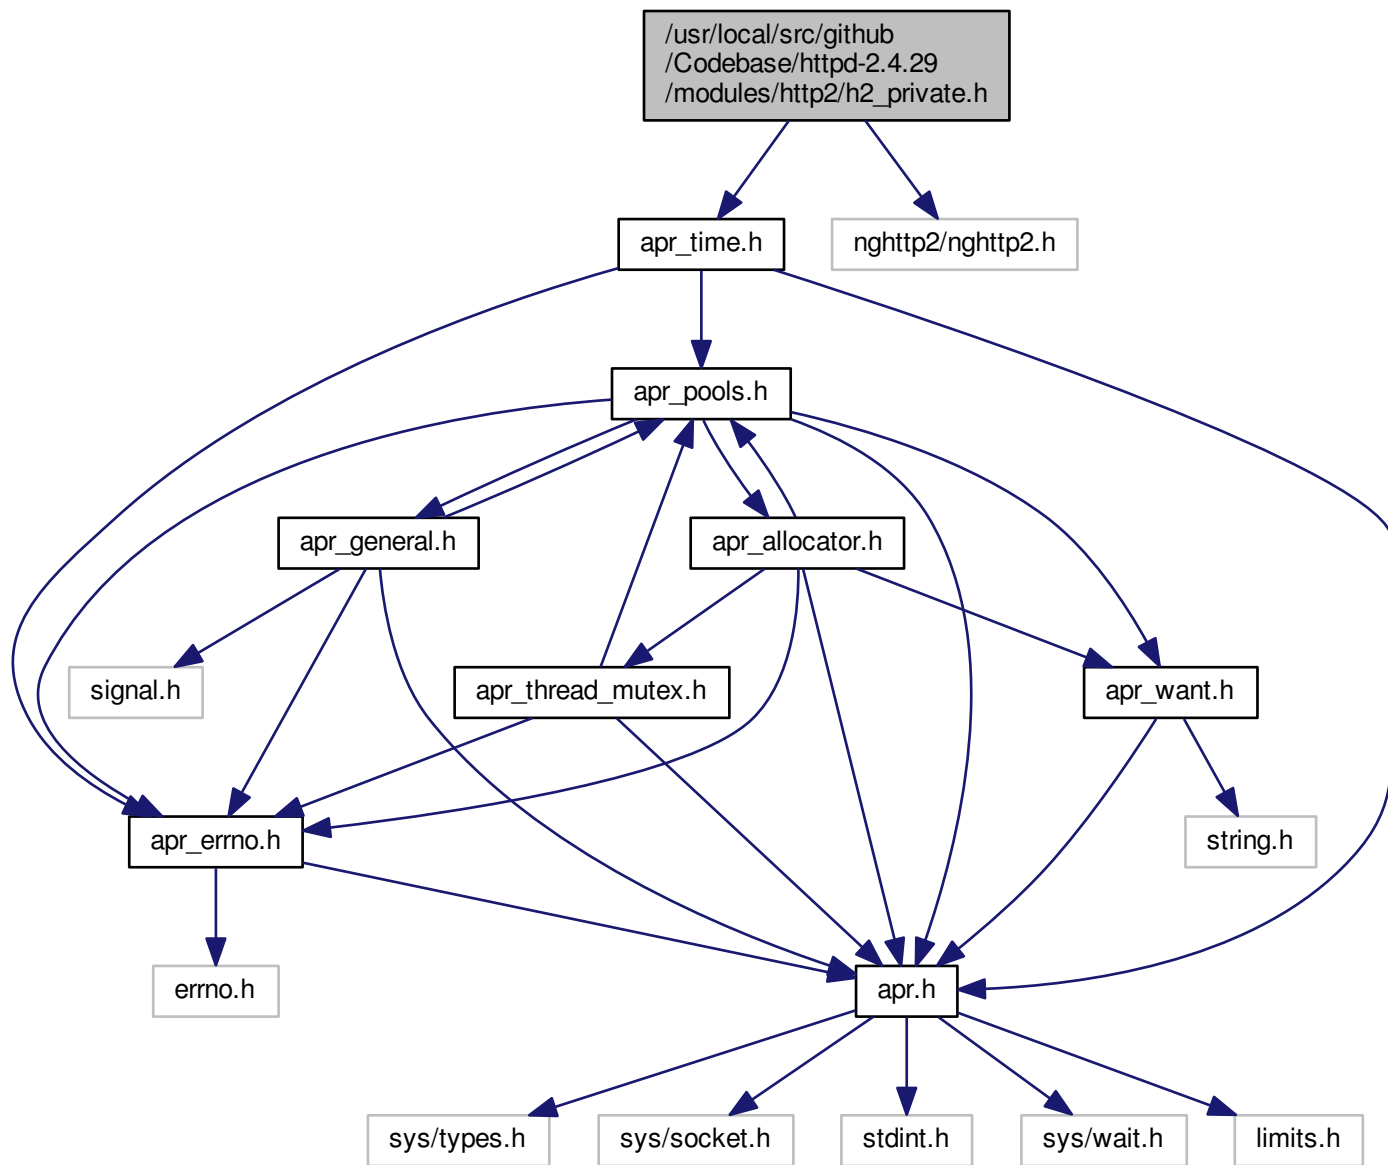 /usr/local/src/github
/Codebase/httpd-2.4.29
/modules/http2/h2_private.h
apr_time.h
nghttp2/nghttp2.h
apr_pools.h
apr_general.h
apr_allocator.h
signal.h
apr_thread_mutex.h
apr_want.h
apr_errno.h
string.h
errno.h
apr.h
sys/types.h
sys/socket.h
stdint.h
sys/wait.h
limits.h